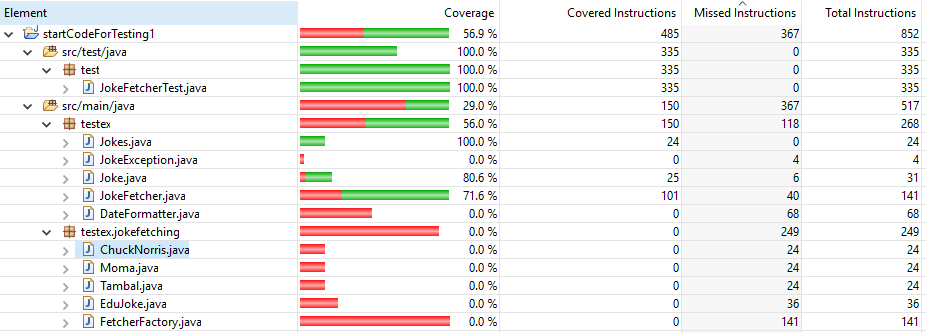 Element Coverage Covered Instructions Missed Instructions Total Instructions
startCodeForTesting1 56.9 % 485 367 852
src/test/java 100.0 % 335 0 335
test 100.0 % 335 0 335
JokeFetcherTest.java 100.0 % 335 0 335
src/main/java 29.0 % 150 367 517
testex 56.0 % 150 118 268
Jokes.java 100.0 % 24 0 24
JokeException.java 0.0 % 0 4 4
Joke.java 80.6 % 25 6 31
JokeFetcher.java 71.6 % 101 40 141
DateFormatter.java 0.0 % 0 68 68
testex.jokefetching 0.0 % 0 249 249
ChuckNorris.java 0.0 % 0 24 24
Moma.java 0.0 % 0 24 24
Tambal.java 0.0 % 0 24 24
EduJoke.java 0.0 % 0 36 36
FetcherFactory.java 0.0 % 0 141 141